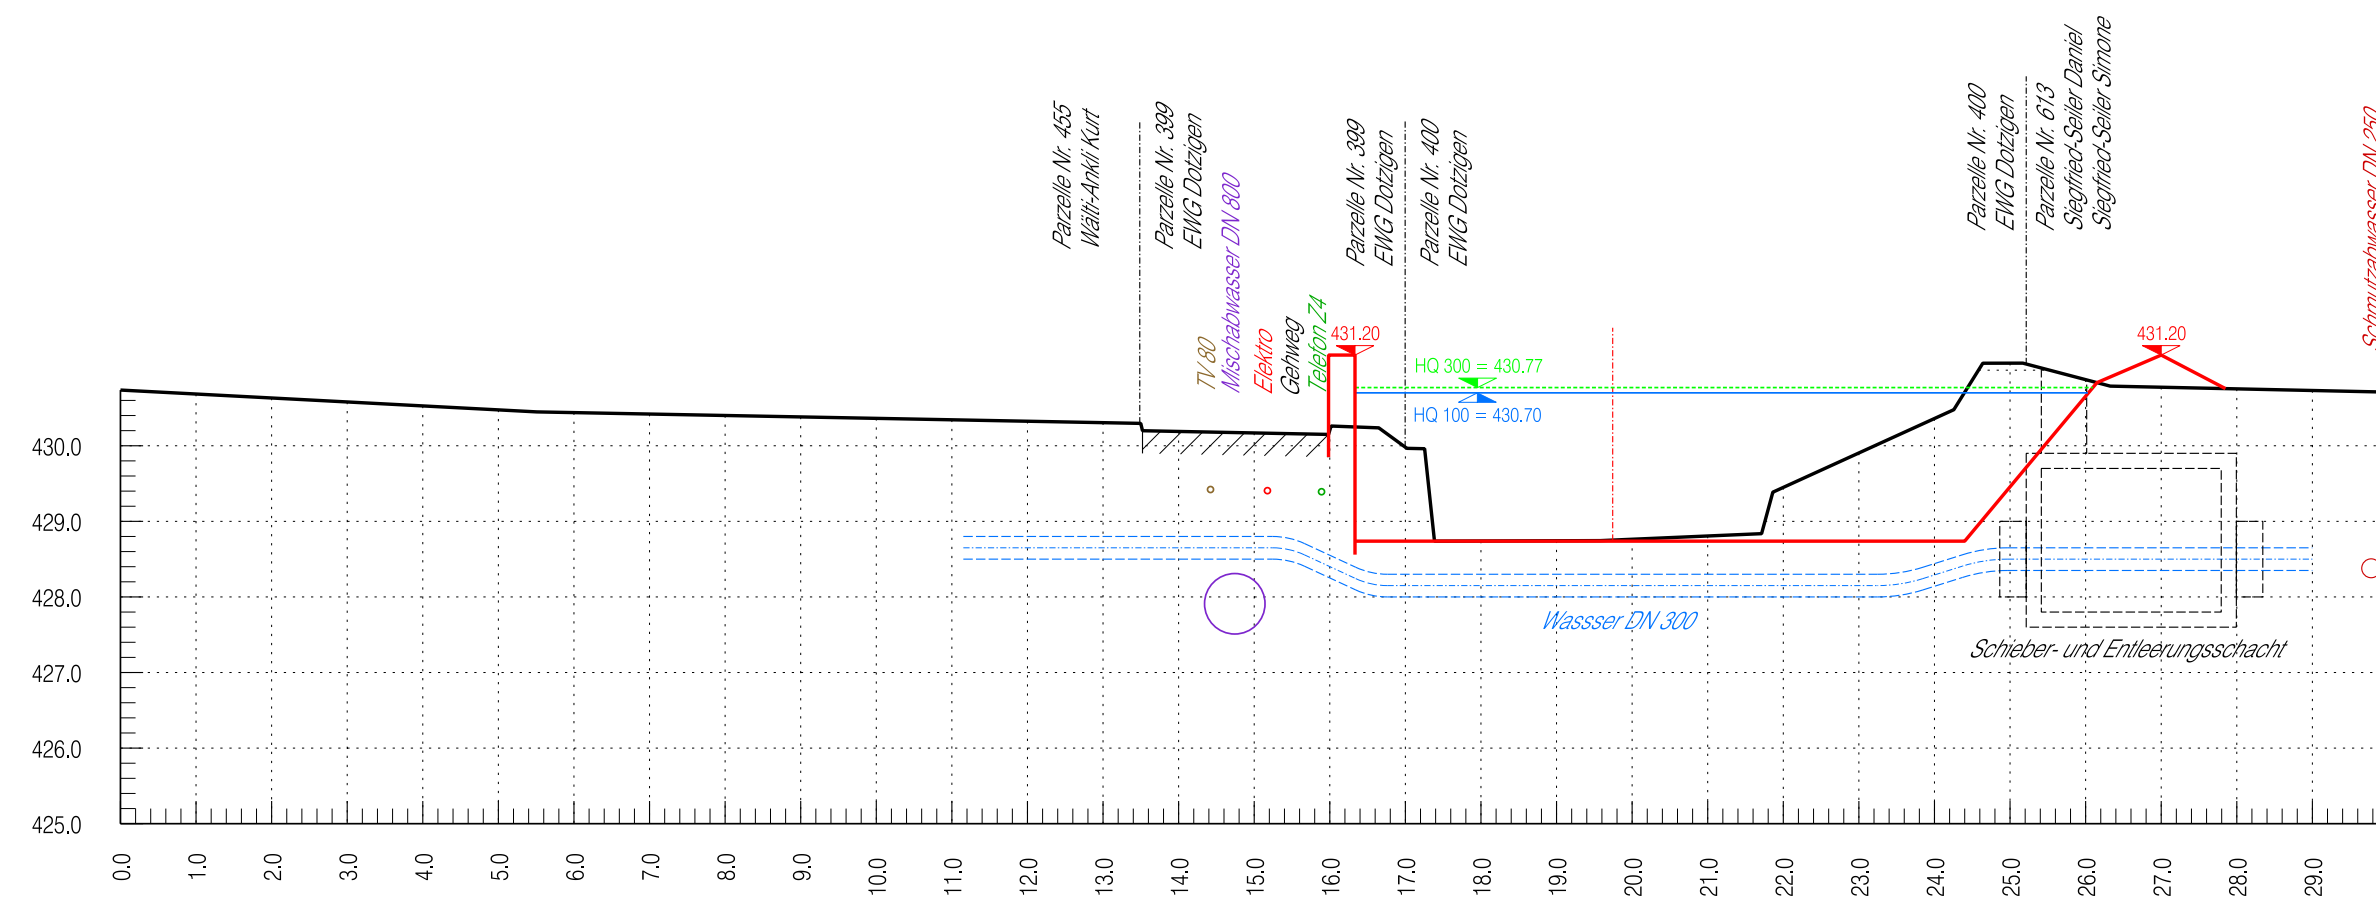 Parzelle Nr. 455
Wälti-Ankli Kurt
Parzelle Nr. 399
EWG Dotzigen
TV 80
Mischabwasser DN 800
Elektro
Gehweg
Telefon Z4
Parzelle Nr. 399
EWG Dotzigen
Parzelle Nr. 400
EWG Dotzigen
Parzelle Nr. 400
EWG Dotzigen
Parzelle Nr. 613
Siegfried-Seiler Daniel
Siegfried-Seiler Simone
Schmutzabwasser DN 250
431.20
431.20
HQ 300 = 430.77
HQ 100 = 430.70
430.0
429.0
428.0
427.0
426.0
425.0
Wassser DN 300
Schieber- und Entleerungsschacht
0.0
1.0
2.0
3.0
4.0
5.0
6.0
7.0
8.0
9.0
10.0
11.0
12.0
13.0
14.0
15.0
16.0
17.0
18.0
19.0
20.0
21.0
22.0
23.0
24.0
25.0
26.0
27.0
28.0
29.0